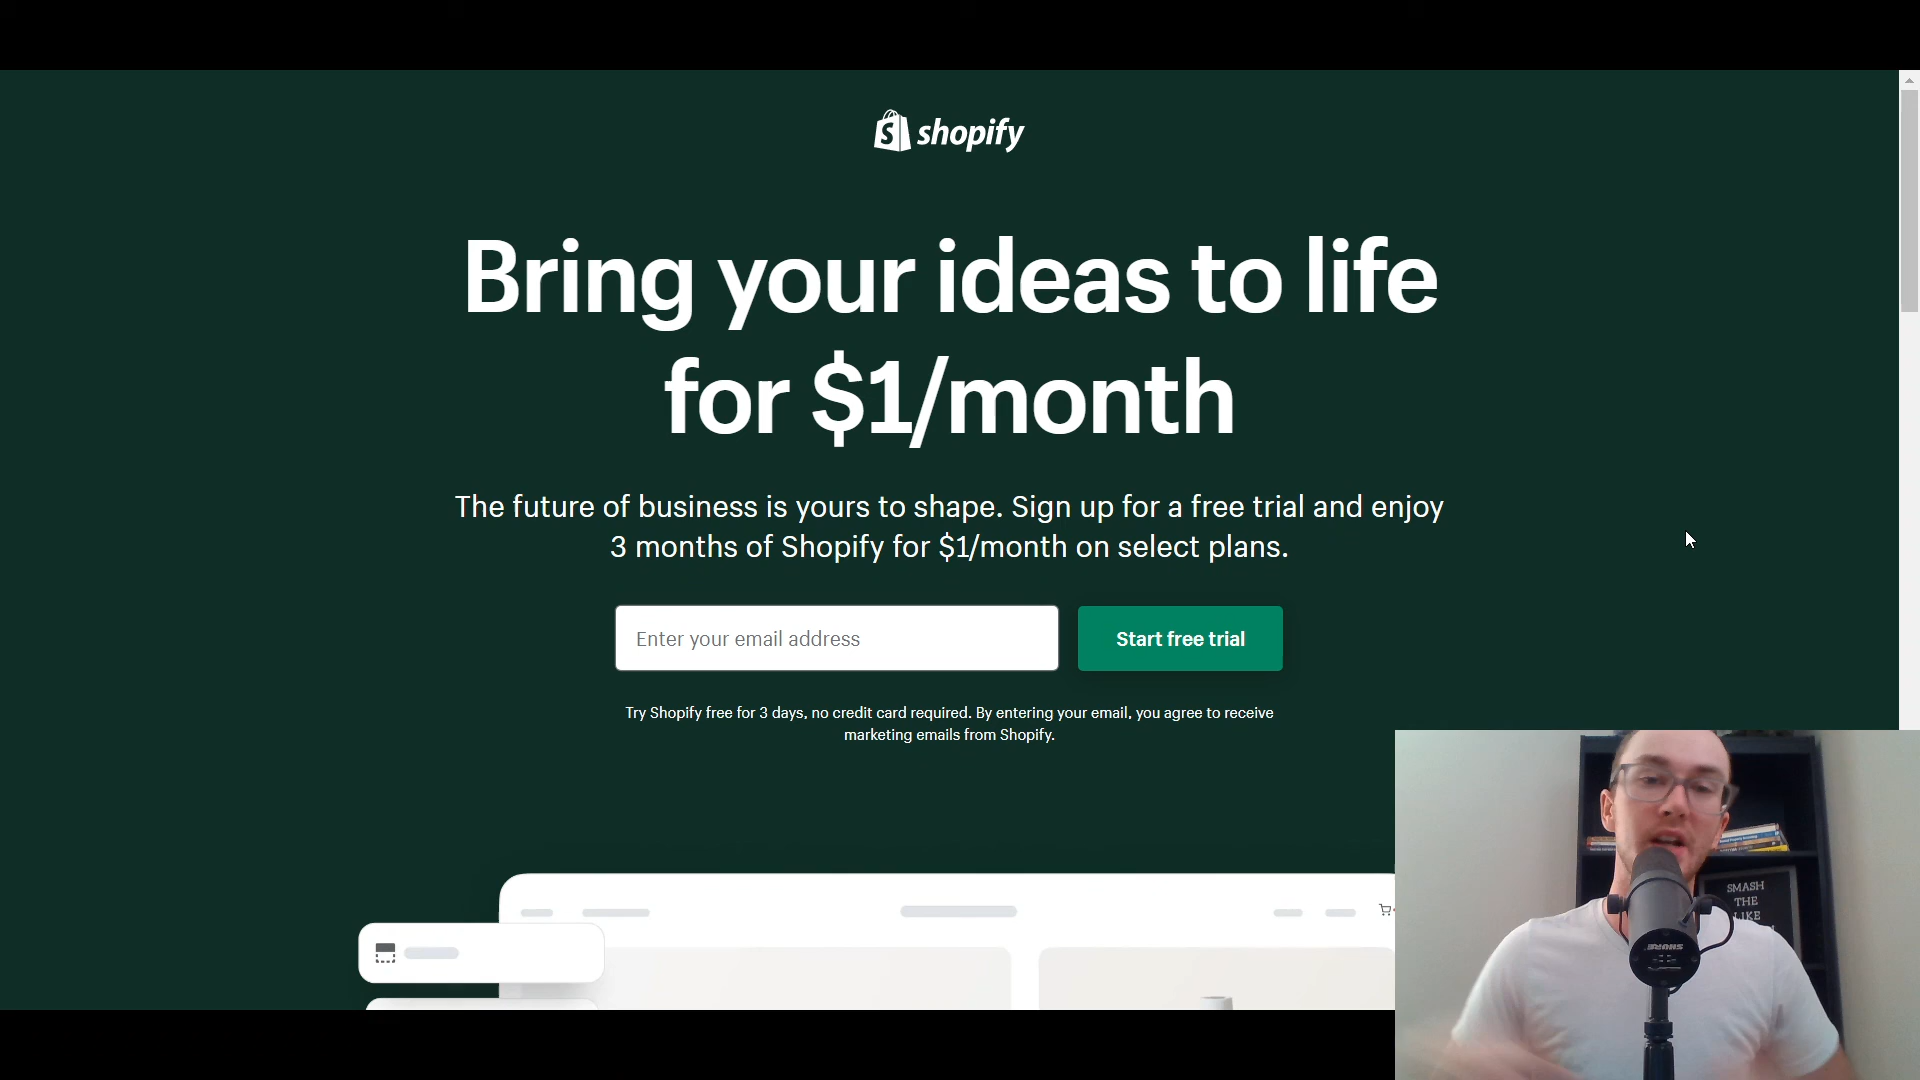 shopify
Bring your ideas to life
for $1/month
The future of business is yours to shape. Sign up for a free trial and enjoy
3 months of Shopify for $1/month on select plans.
Enter your email address
Start free trial
Try Shopify free for 3 days, no credit card required. By entering your email, you agree to receive
marketing emails from Shopify.
SMASH
THE
LIKE
SHURE